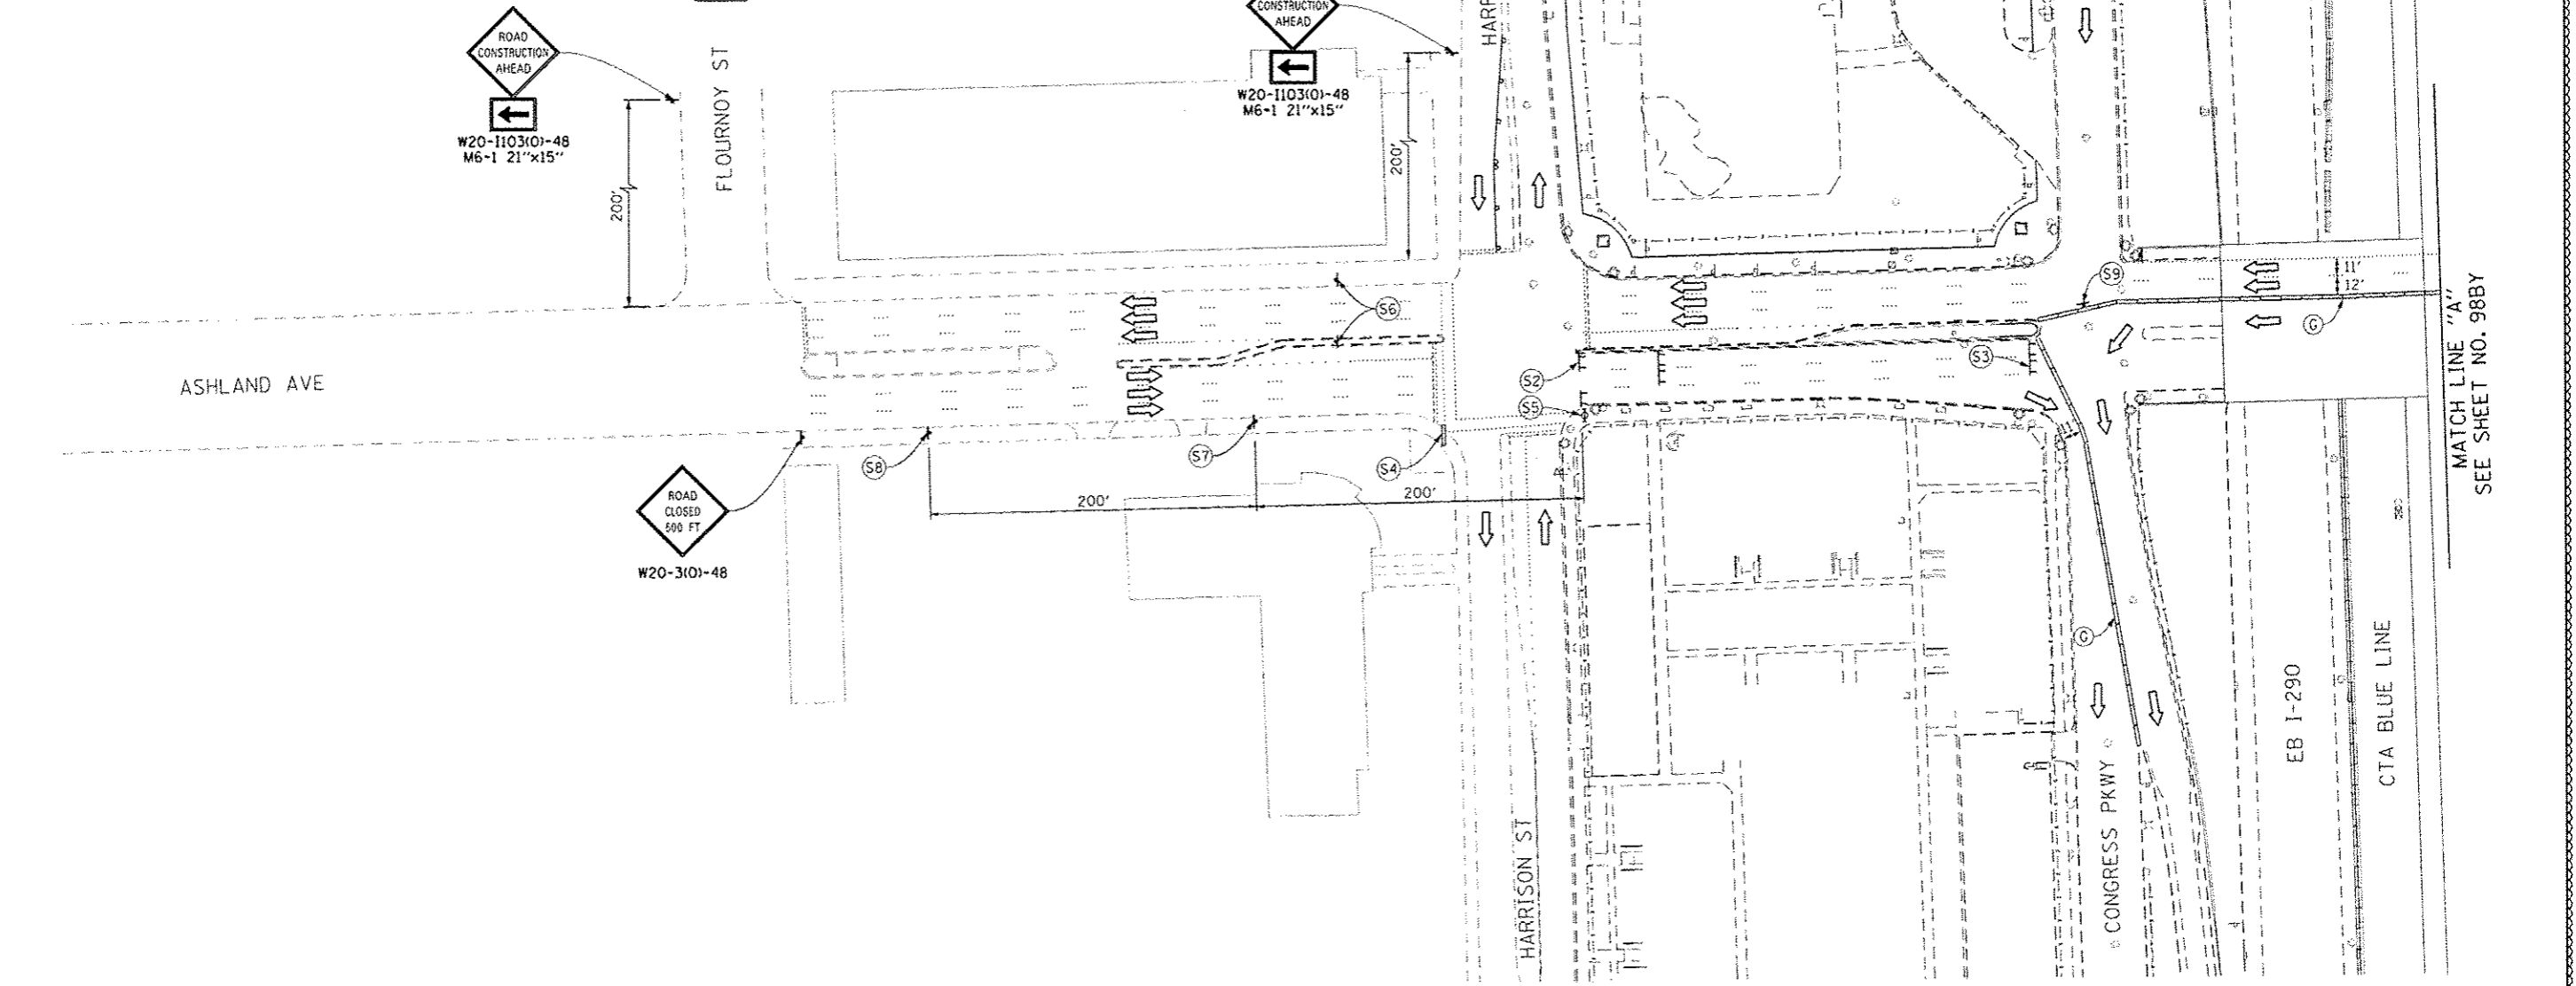 ROAD
CONSTRUCTION
AHEAD
W20-I103(O)-48
M6-1 21"x15"
200'
FLOURNOY ST
CONSTRUCTION
AHEAD
W20-I103(O)-48
M6-1 21"x15"
200'
S6
S9
11'
12'
G
ASHLAND AVE
S2
S3
S5
S8
S7
S4
11'
200'
200'
ROAD
CLOSED
500 FT
W20-3(O)-48
G
HARRISON ST
CONGRESS PKWY
EB I-290
CTA BLUE LINE
MATCH LINE "A"
SEE SHEET NO. 98BY